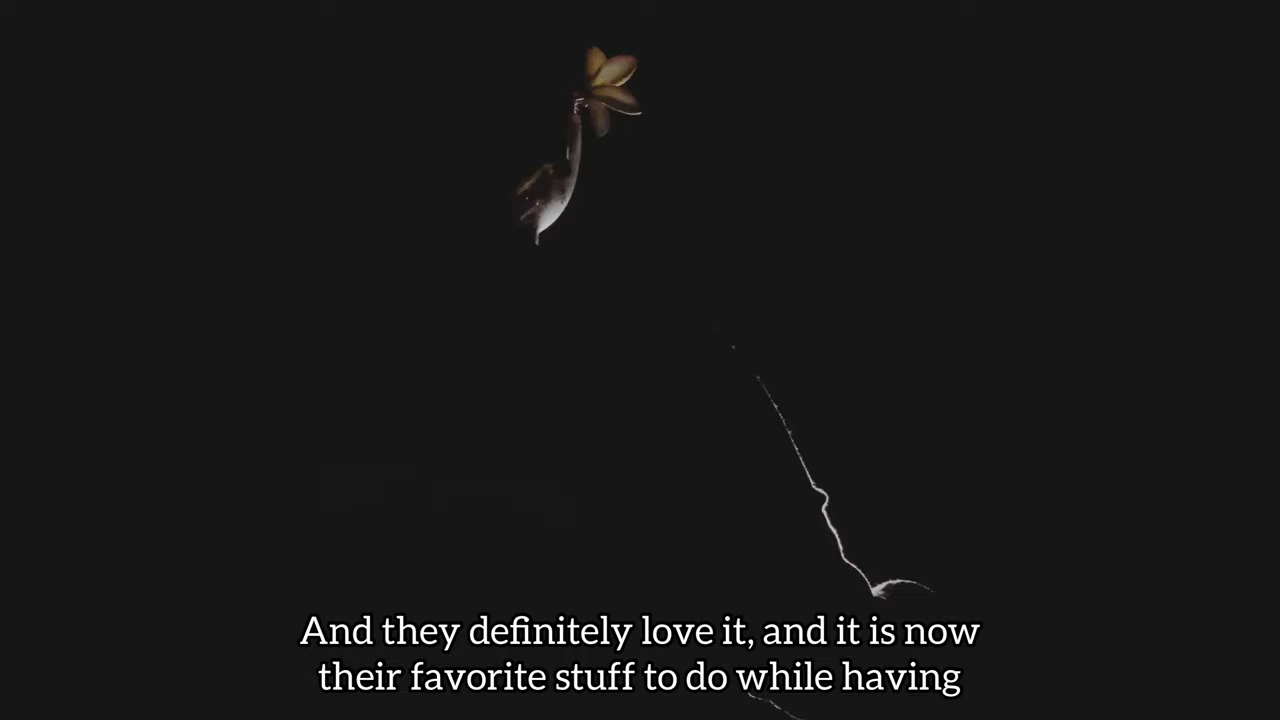 And they definitely love it, and it is now
their favorite stuff to do while having